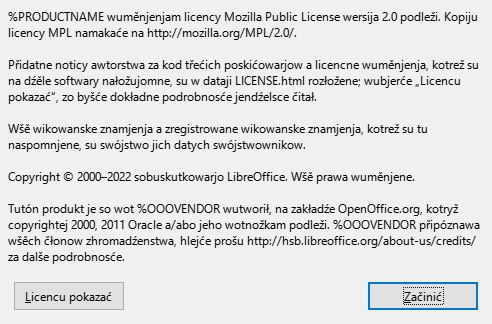 %PRODUCTNAME wuměnjenjam licency Mozilla Public License wersija 2.0 podleži. Kopiju
licency MPL namakaće na http://mozilla.org/MPL/2.0/.
Přidatne noticy awtorstwa za kod třećich poskićowarjow a licencne wuměnjenja, kotrež su
na dźěle softwary nałožujomne, su w dataji LICENSE.html rozłožene; wubjerće „Licencu
pokazać“, zo byšće dokładne podrobnosće jendźelsce čitał.
Wšě wikowanske znamjenja a zregistrowane wikowanske znamjenja, kotrež su tu
naspomnjene, su swójstwo jich datych swójstwownikow.
Copyright © 2000–2022 sobuskutkowarjo LibreOffice. Wšě prawa wuměnjene.
Tutón produkt je so wot %OOOVENDOR wutworił, na zakładźe OpenOffice.org, kotryž
copyrightej 2000, 2011 Oracle a/abo jeho wotnožkam podleži. %OOOVENDOR připóznawa
wšěch čłonow zhromadźenstwa, hlejće prošu http://hsb.libreoffice.org/about-us/credits/
za dalše podrobnosće.
Licencu pokazać
Začinić